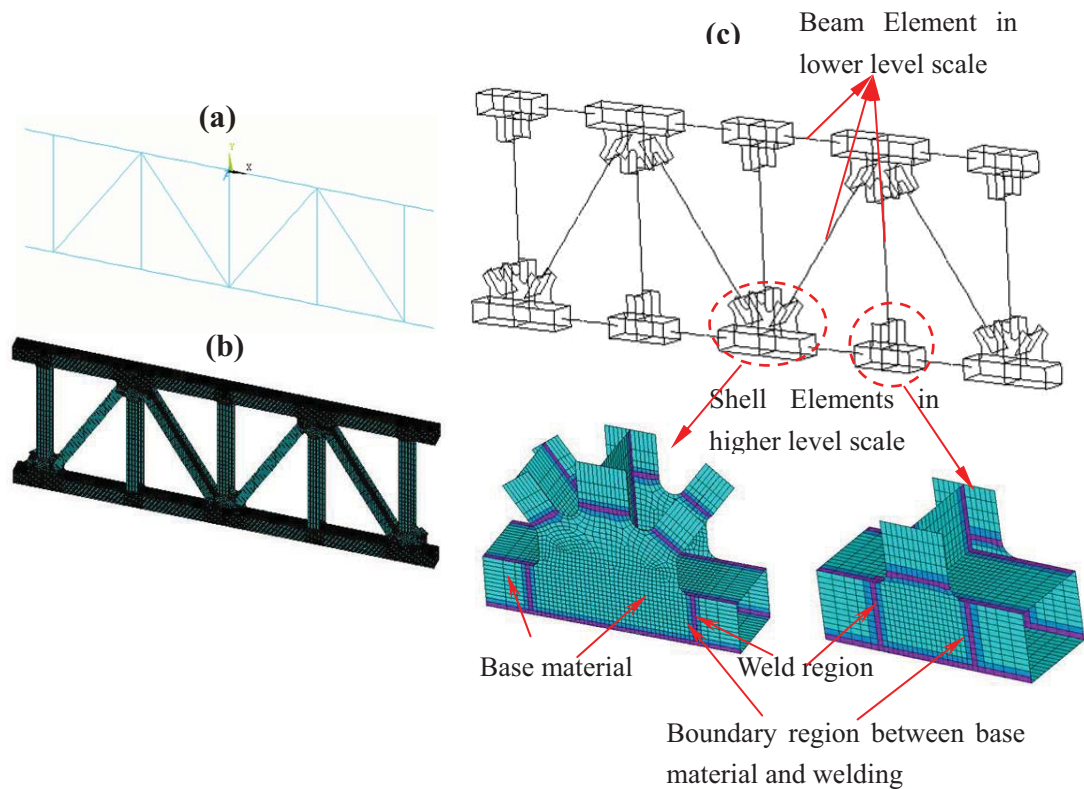 (a)
Y
X
(b)
(c)
Beam Element in
lower level scale
Shell Elements in
higher level scale
Base material
Weld region
Boundary region between base
material and welding